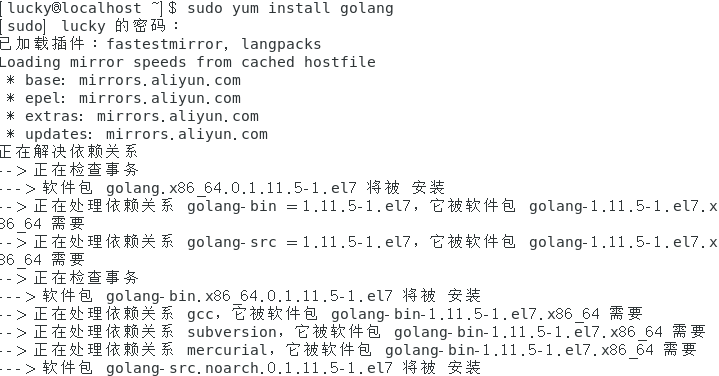 [lucky@localhost ~]$ sudo yum install golang
[sudo] lucky 的密码：
已加载插件：fastestmirror, langpacks
Loading mirror speeds from cached hostfile
 * base: mirrors.aliyun.com
 * epel: mirrors.aliyun.com
 * extras: mirrors.aliyun.com
 * updates: mirrors.aliyun.com
正在解决依赖关系
--> 正在检查事务
---> 软件包 golang.x86_64.0.1.11.5-1.el7 将被 安装
--> 正在处理依赖关系 golang-bin = 1.11.5-1.el7，它被软件包 golang-1.11.5-1.el7.x
86_64 需要
--> 正在处理依赖关系 golang-src = 1.11.5-1.el7，它被软件包 golang-1.11.5-1.el7.x
86_64 需要
--> 正在检查事务
---> 软件包 golang-bin.x86_64.0.1.11.5-1.el7 将被 安装
--> 正在处理依赖关系 gcc，它被软件包 golang-bin-1.11.5-1.el7.x86_64 需要
--> 正在处理依赖关系 subversion，它被软件包 golang-bin-1.11.5-1.el7.x86_64 需要
--> 正在处理依赖关系 mercurial，它被软件包 golang-bin-1.11.5-1.el7.x86_64 需要
---> 软件包 golang-src.noarch.0.1.11.5-1.el7 将被 安装